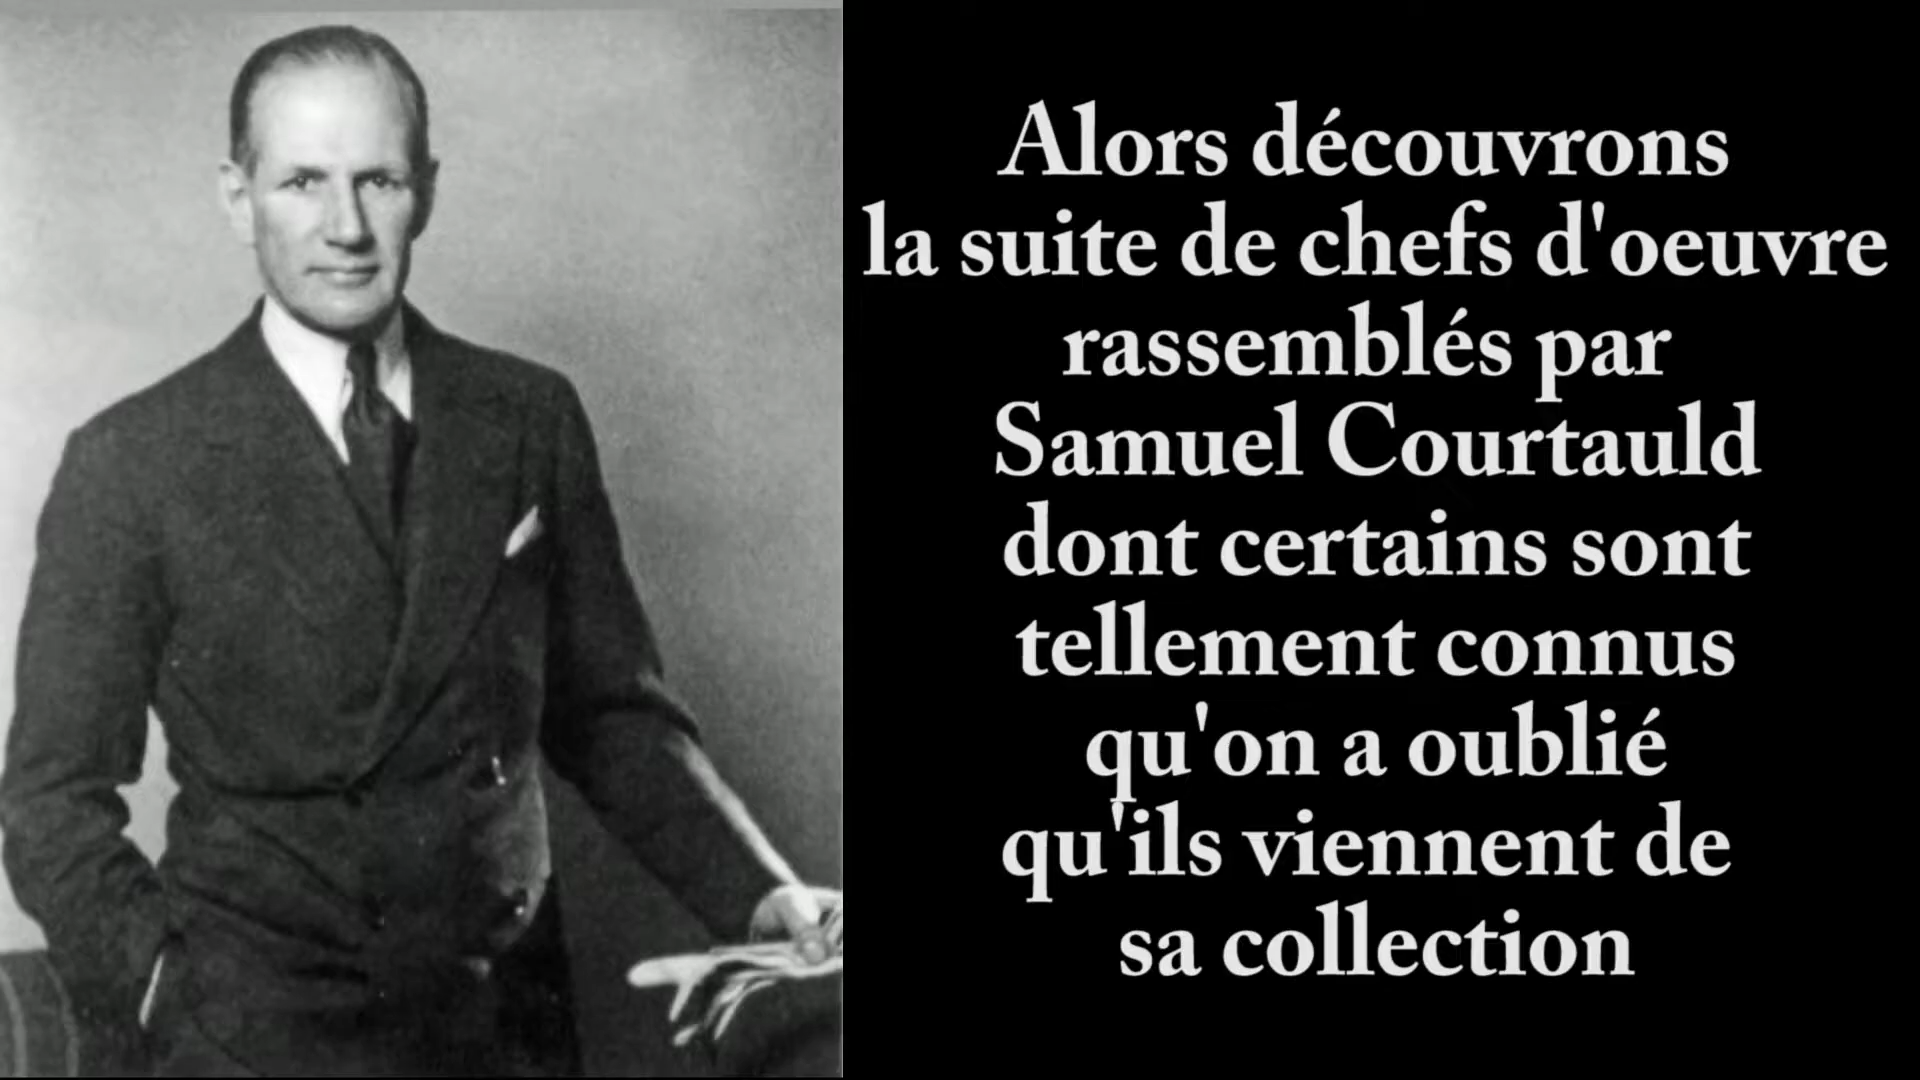 Alors découvrons
la suite de chefs d'oeuvre
rassemblés par
Samuel Courtauld
dont certains sont
tellement connus
qu'on a oublié
qu'ils viennent de
sa collection